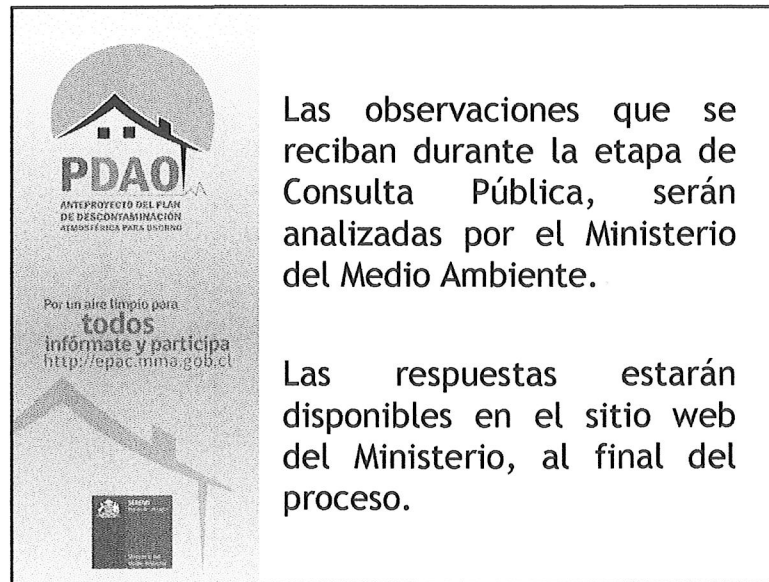 PDAO
ANTEPROYECTO DEL PLAN
DE DESCONTAMINACIÓN
ATMOSFÉRICA PARA OSORNO
Por un aire limpio para
todos
infórmate y participa
http://epac.mma.gob.cl
Las observaciones que se
reciban durante la etapa de
Consulta Pública, serán
analizadas por el Ministerio
del Medio Ambiente.
Las respuestas estarán
disponibles en el sitio web
del Ministerio, al final del
proceso.